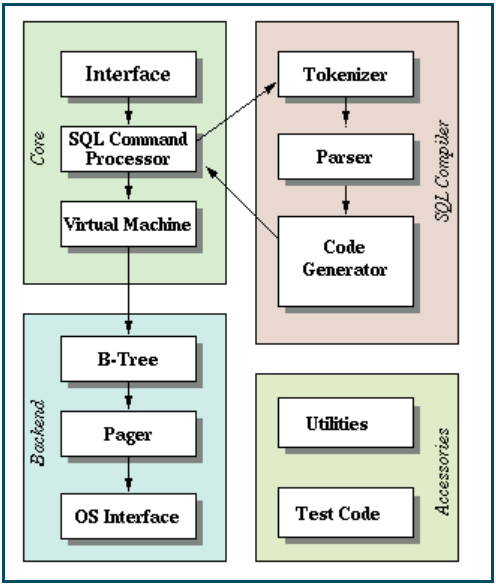 Core
Interface
SQL Command
Processor
Virtual Machine
SQL Compiler
Tokenizer
Parser
Code
Generator
Backend
B-Tree
Pager
OS Interface
Accessories
Utilities
Test Code